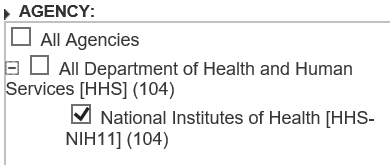 AGENCY:
All Agencies
All Department of Health and Human
Services [HHS] (104)
National Institutes of Health [HHS-
NIH11] (104)